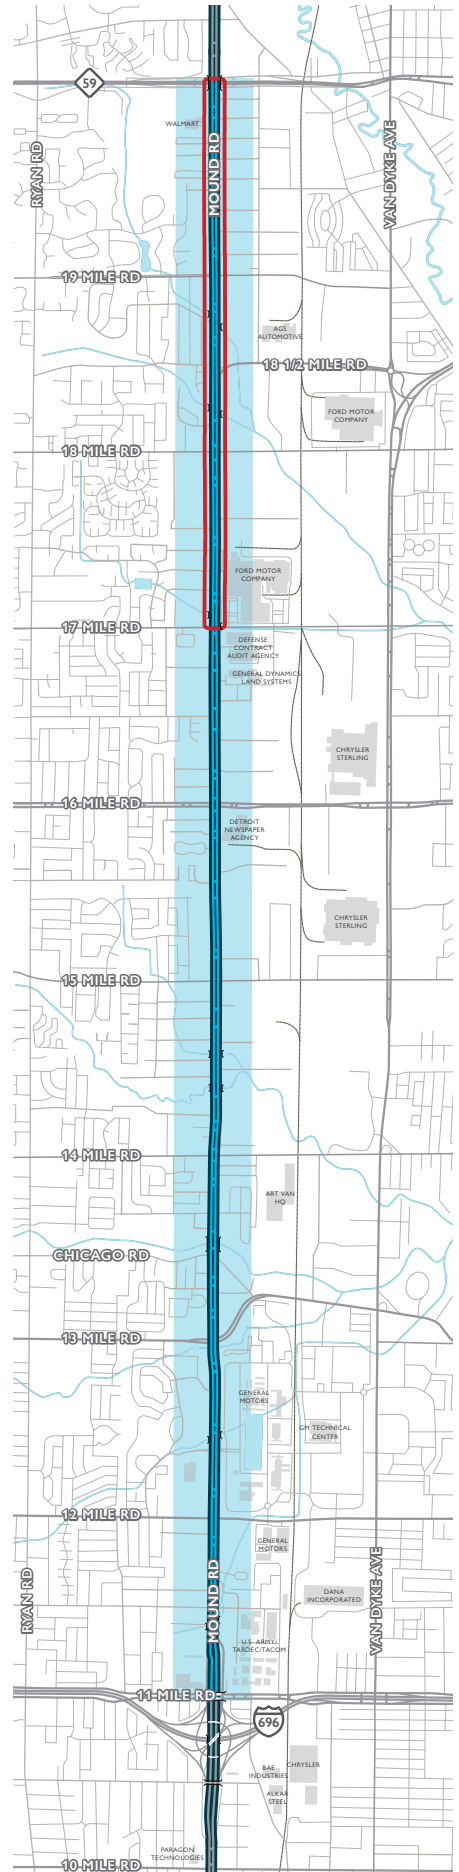 59
WALMART
MOUND RD
RYAN RD
VAN DYKE AVE
19 MILE RD
AGS
AUTOMOTIVE
18 1/2 MILE RD
FORD MOTOR
COMPANY
18 MILE RD
FORD MOTOR
COMPANY
17 MILE RD
DEFENSE
CONTRACT
AUDIT AGENCY
GENERAL DYNAMICS
LAND SYSTEMS
CHRYSLER
STERLING
16 MILE RD
DETROIT
NEWSPAPER
AGENCY
CHRYSLER
STERLING
15 MILE RD
14 MILE RD
ART VAN
HQ
CHICAGO RD
13 MILE RD
GENERAL
MOTORS
GM TECHNICAL
CENTER
12 MILE RD
GENERAL
MOTORS
RYAN RD
MOUND RD
VAN DYKE AVE
DANA
INCORPORATED
U.S. ARMY/
TARDEC/TACOM
11 MILE RD
696
CHRYSLER
BAE
INDUSTRIES
ALKAR
STEEL
PARAGON
TECHNOLOGIES
10 MILE RD